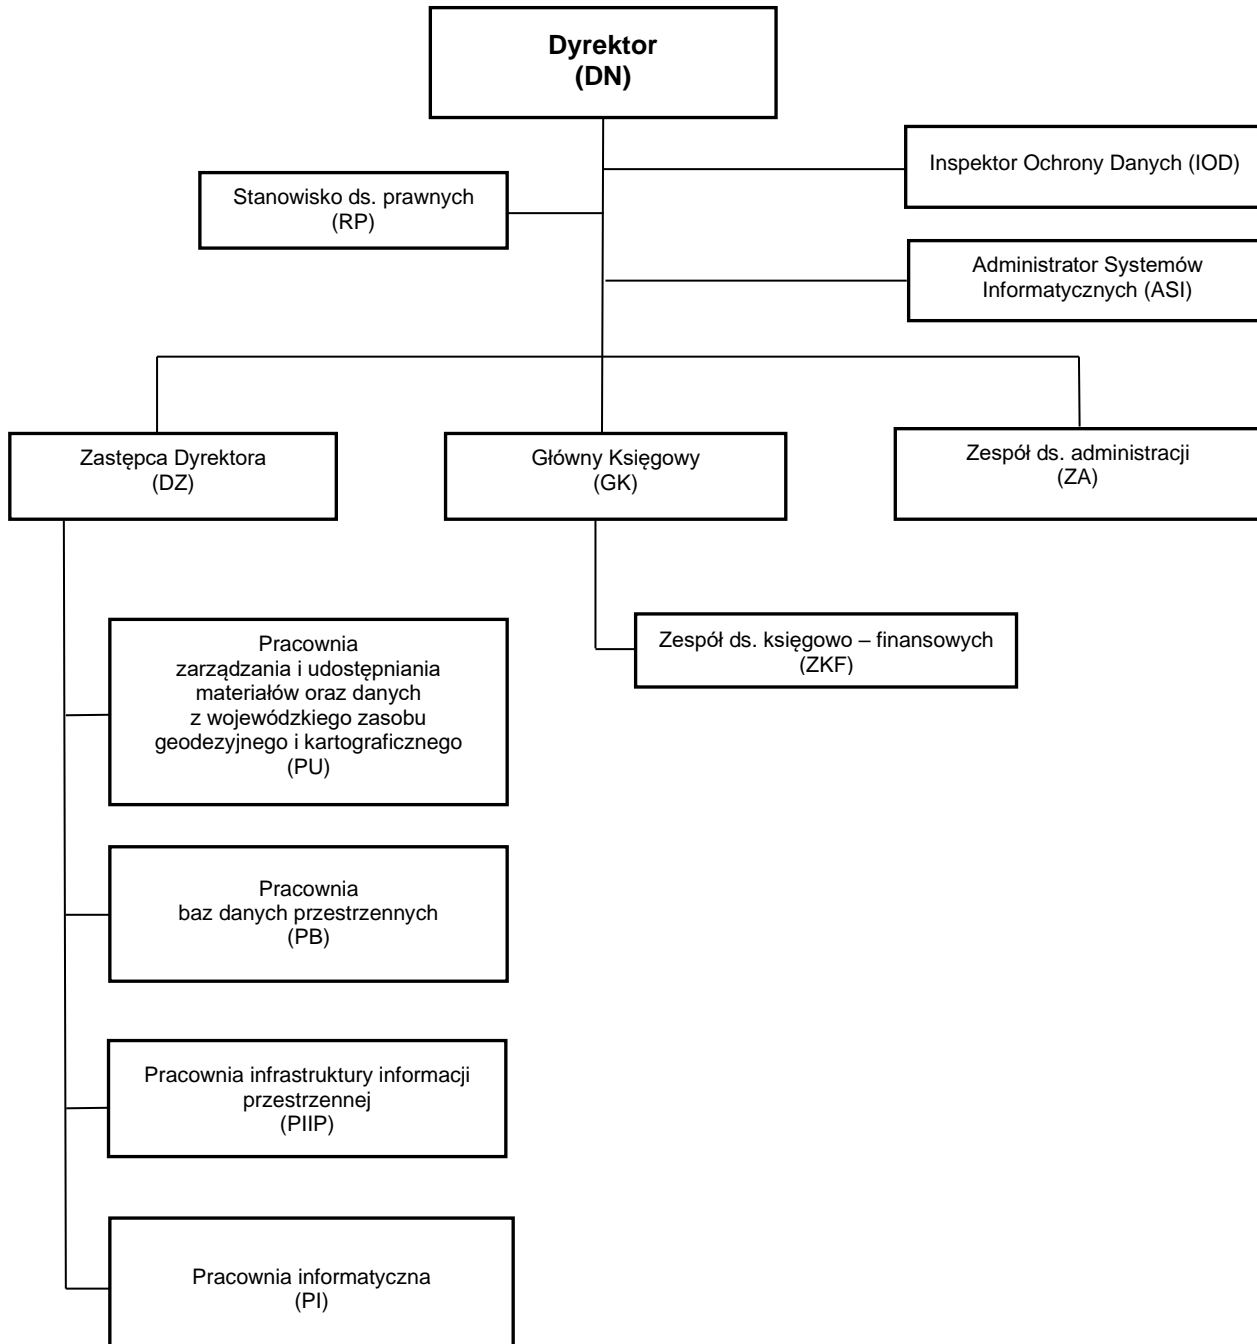 Dyrektor
(DN)
Inspektor Ochrony Danych (IOD)
Stanowisko ds. prawnych
(RP)
Administrator Systemów
Informatycznych (ASI)
Zastępca Dyrektora
(DZ)
Główny Księgowy
(GK)
Zespół ds. administracji
(ZA)
Pracownia
zarządzania i udostępniania
materiałów oraz danych
z wojewódzkiego zasobu
geodezyjnego i kartograficznego
(PU)
Zespół ds. księgowo – finansowych
(ZKF)
Pracownia
baz danych przestrzennych
(PB)
Pracownia infrastruktury informacji
przestrzennej
(PIIP)
Pracownia informatyczna
(PI)